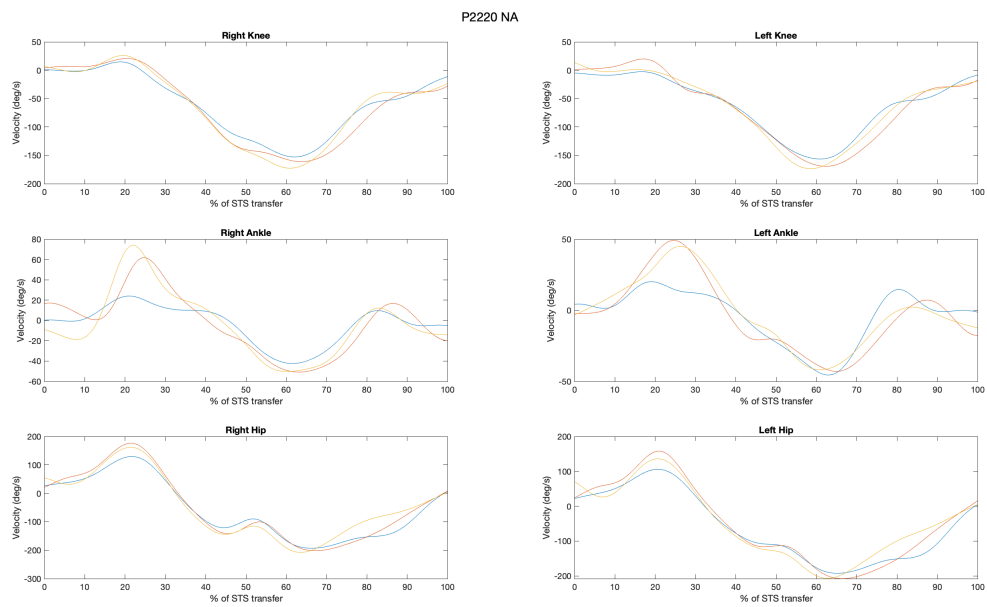 P2220 NA
Right Knee
Velocity (deg/s)
50
0
-50
-100
-150
-200
0 10 20 30 40 50 60 70 80 90 100
% of STS transfer
Left Knee
Velocity (deg/s)
50
0
-50
-100
-150
-200
0 10 20 30 40 50 60 70 80 90 100
% of STS transfer
Right Ankle
Velocity (deg/s)
80
60
40
20
0
-20
-40
-60
0 10 20 30 40 50 60 70 80 90 100
% of STS transfer
Left Ankle
Velocity (deg/s)
50
0
-50
0 10 20 30 40 50 60 70 80 90 100
% of STS transfer
Right Hip
Velocity (deg/s)
200
100
0
-100
-200
-300
0 10 20 30 40 50 60 70 80 90 100
% of STS transfer
Left Hip
Velocity (deg/s)
200
100
0
-100
-200
0 10 20 30 40 50 60 70 80 90 100
% of STS transfer